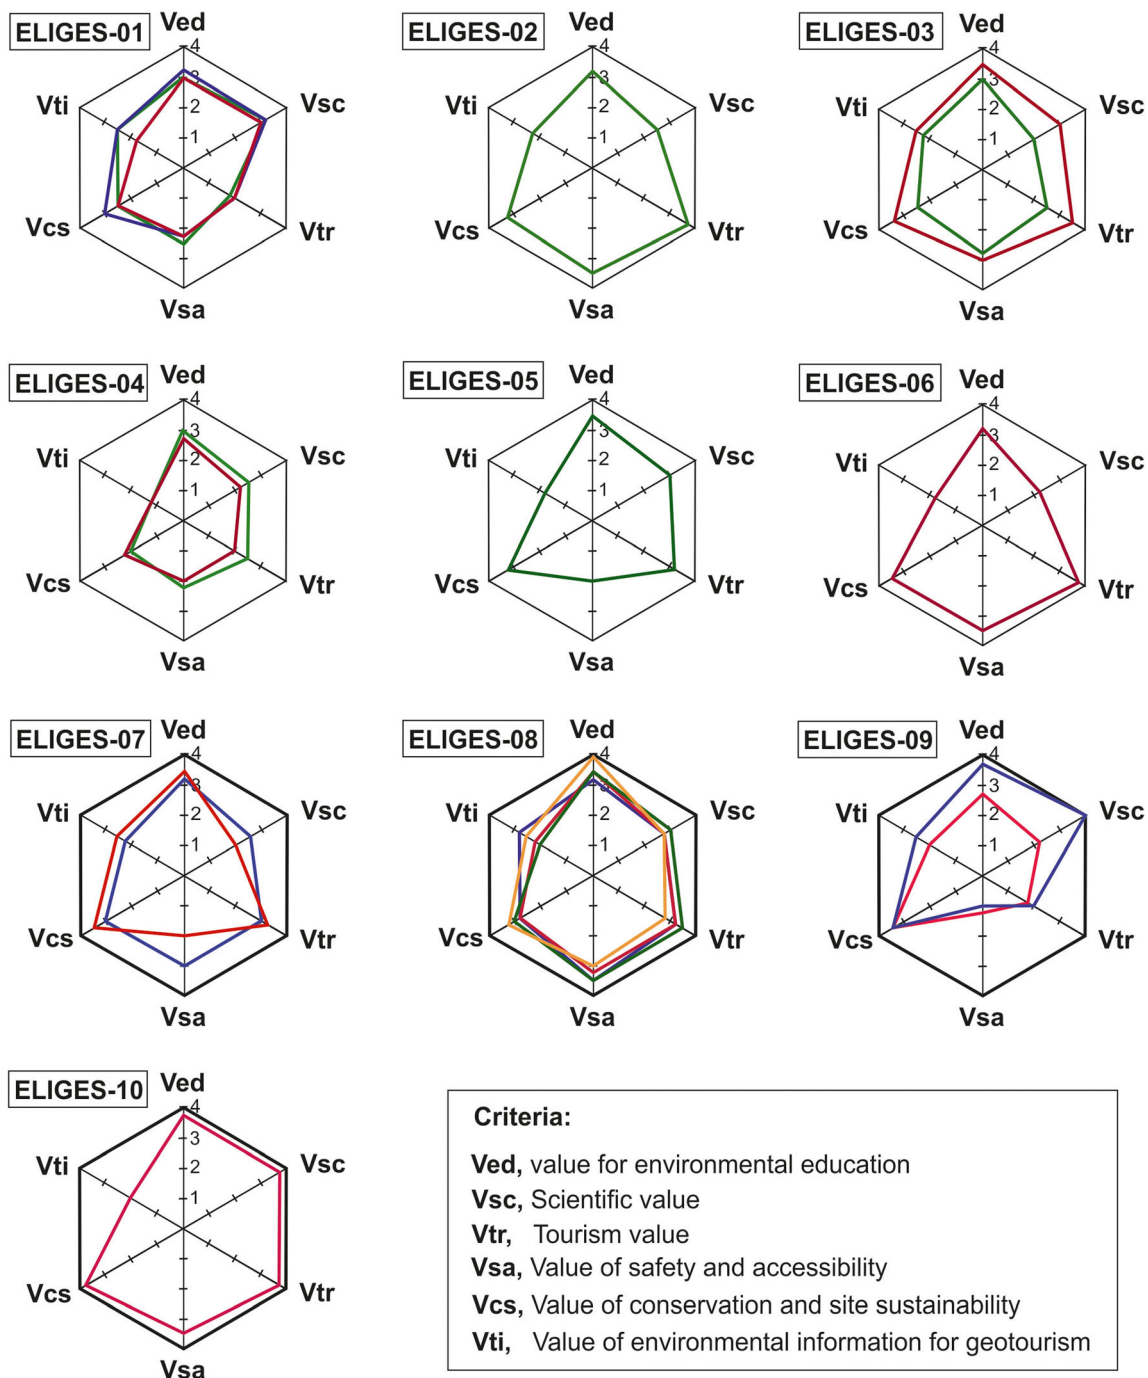 ELIGES-01
Ved
4
3
2
1
Vsc
Vtr
Vsa
Vcs
Vti
ELIGES-02
Ved
4
3
2
1
Vsc
Vtr
Vsa
Vcs
Vti
ELIGES-03
Ved
4
3
2
1
Vsc
Vtr
Vsa
Vcs
Vti
ELIGES-04
Ved
4
3
2
1
Vsc
Vtr
Vsa
Vcs
Vti
ELIGES-05
Ved
4
3
2
1
Vsc
Vtr
Vsa
Vcs
Vti
ELIGES-06
Ved
4
3
2
1
Vsc
Vtr
Vsa
Vcs
Vti
ELIGES-07
Ved
4
3
2
1
Vsc
Vtr
Vsa
Vcs
Vti
ELIGES-08
Ved
4
3
2
1
Vsc
Vtr
Vsa
Vcs
Vti
ELIGES-09
Ved
4
3
2
1
Vsc
Vtr
Vsa
Vcs
Vti
ELIGES-10
Ved
4
3
2
1
Vsc
Vtr
Vsa
Vcs
Vti
Criteria:
Ved, value for environmental education
Vsc, Scientific value
Vtr, Tourism value
Vsa, Value of safety and accessibility
Vcs, Value of conservation and site sustainability
Vti, Value of environmental information for geotourism